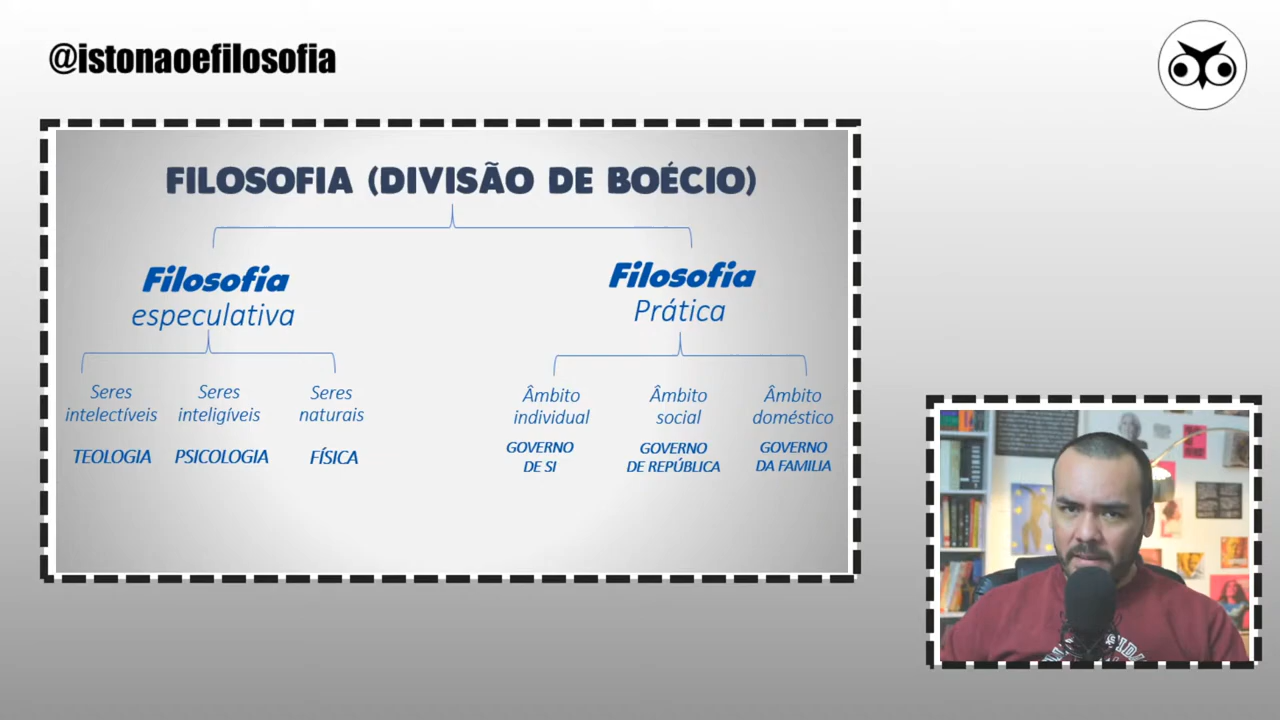 @istonaoefilosofia
FILOSOFIA (DIVISÃO DE BOÉCIO)
Filosofia
especulativa
Filosofia
Prática
Seres
intelectíveis
TEOLOGIA
Seres
inteligíveis
PSICOLOGIA
Seres
naturais
FÍSICA
Âmbito
individual
GOVERNO
DE SI
Âmbito
social
GOVERNO
DE REPÚBLICA
Âmbito
doméstico
GOVERNO
DA FAMILIA